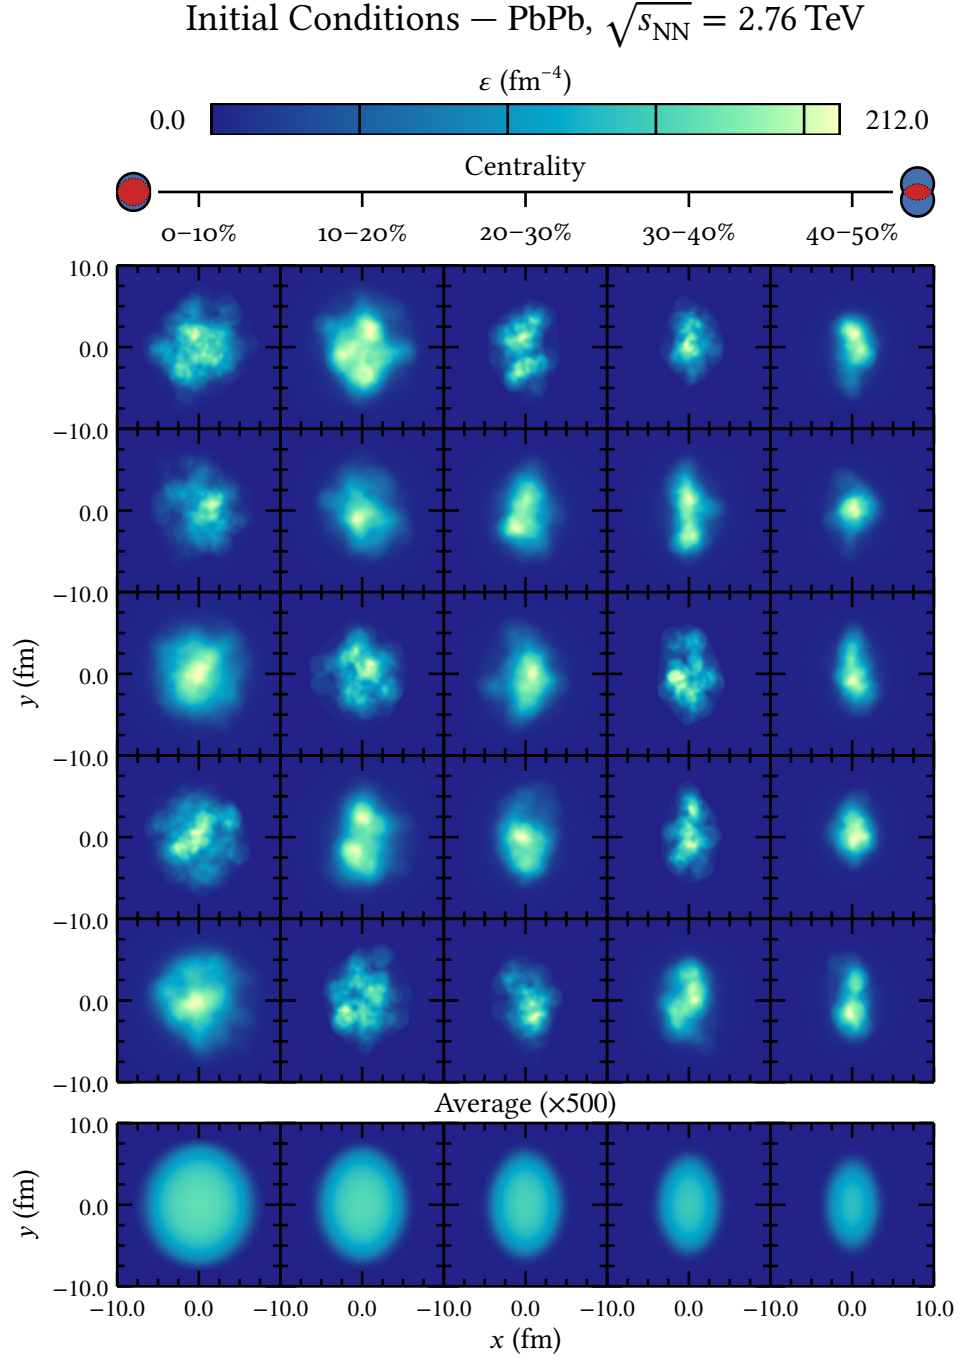 Initial Conditions — PbPb, √s_NN = 2.76 TeV
ε (fm⁻⁴)
0.0 212.0
Centrality
0–10% 10–20% 20–30% 30–40% 40–50%
10.0
0.0
−10.0
0.0
−10.0
0.0
y (fm)
−10.0
0.0
−10.0
0.0
−10.0
Average (×500)
10.0
0.0
y (fm)
−10.0
−10.0 0.0 −10.0 0.0 −10.0 0.0 −10.0 0.0 −10.0 0.0 10.0
x (fm)